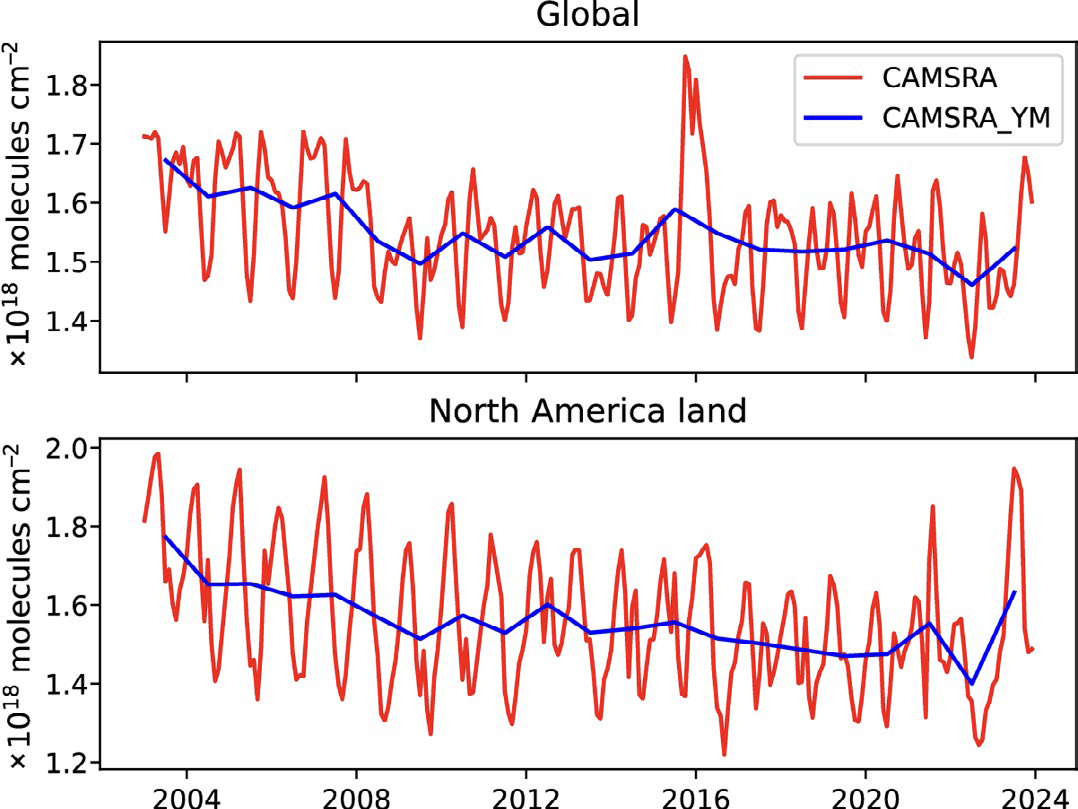 Global
×10¹⁸ molecules cm⁻²
1.8
1.7
1.6
1.5
1.4
CAMSRA
CAMSRA_YM
North America land
×10¹⁸ molecules cm⁻²
2.0
1.8
1.6
1.4
1.2
2004 2008 2012 2016 2020 2024